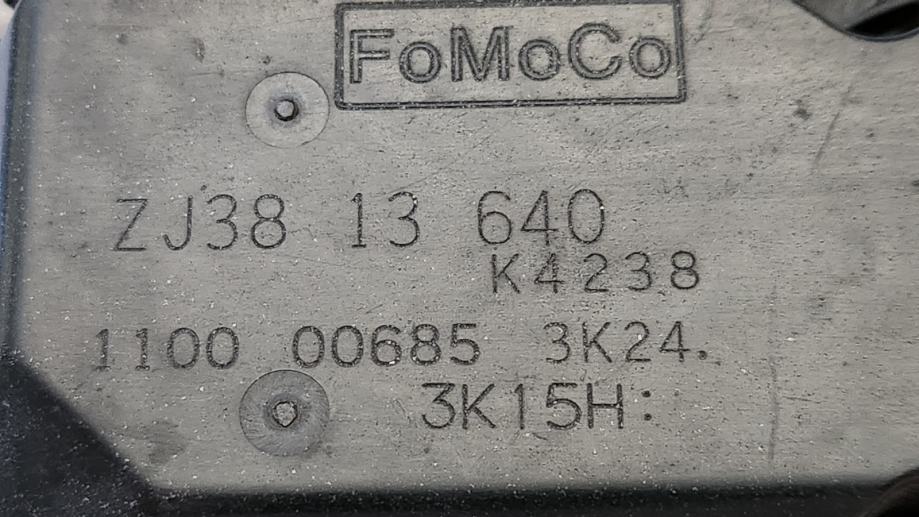 FoMoCo
ZJ38 13 640
K4238
1100 00685 3K24.
3K15H: